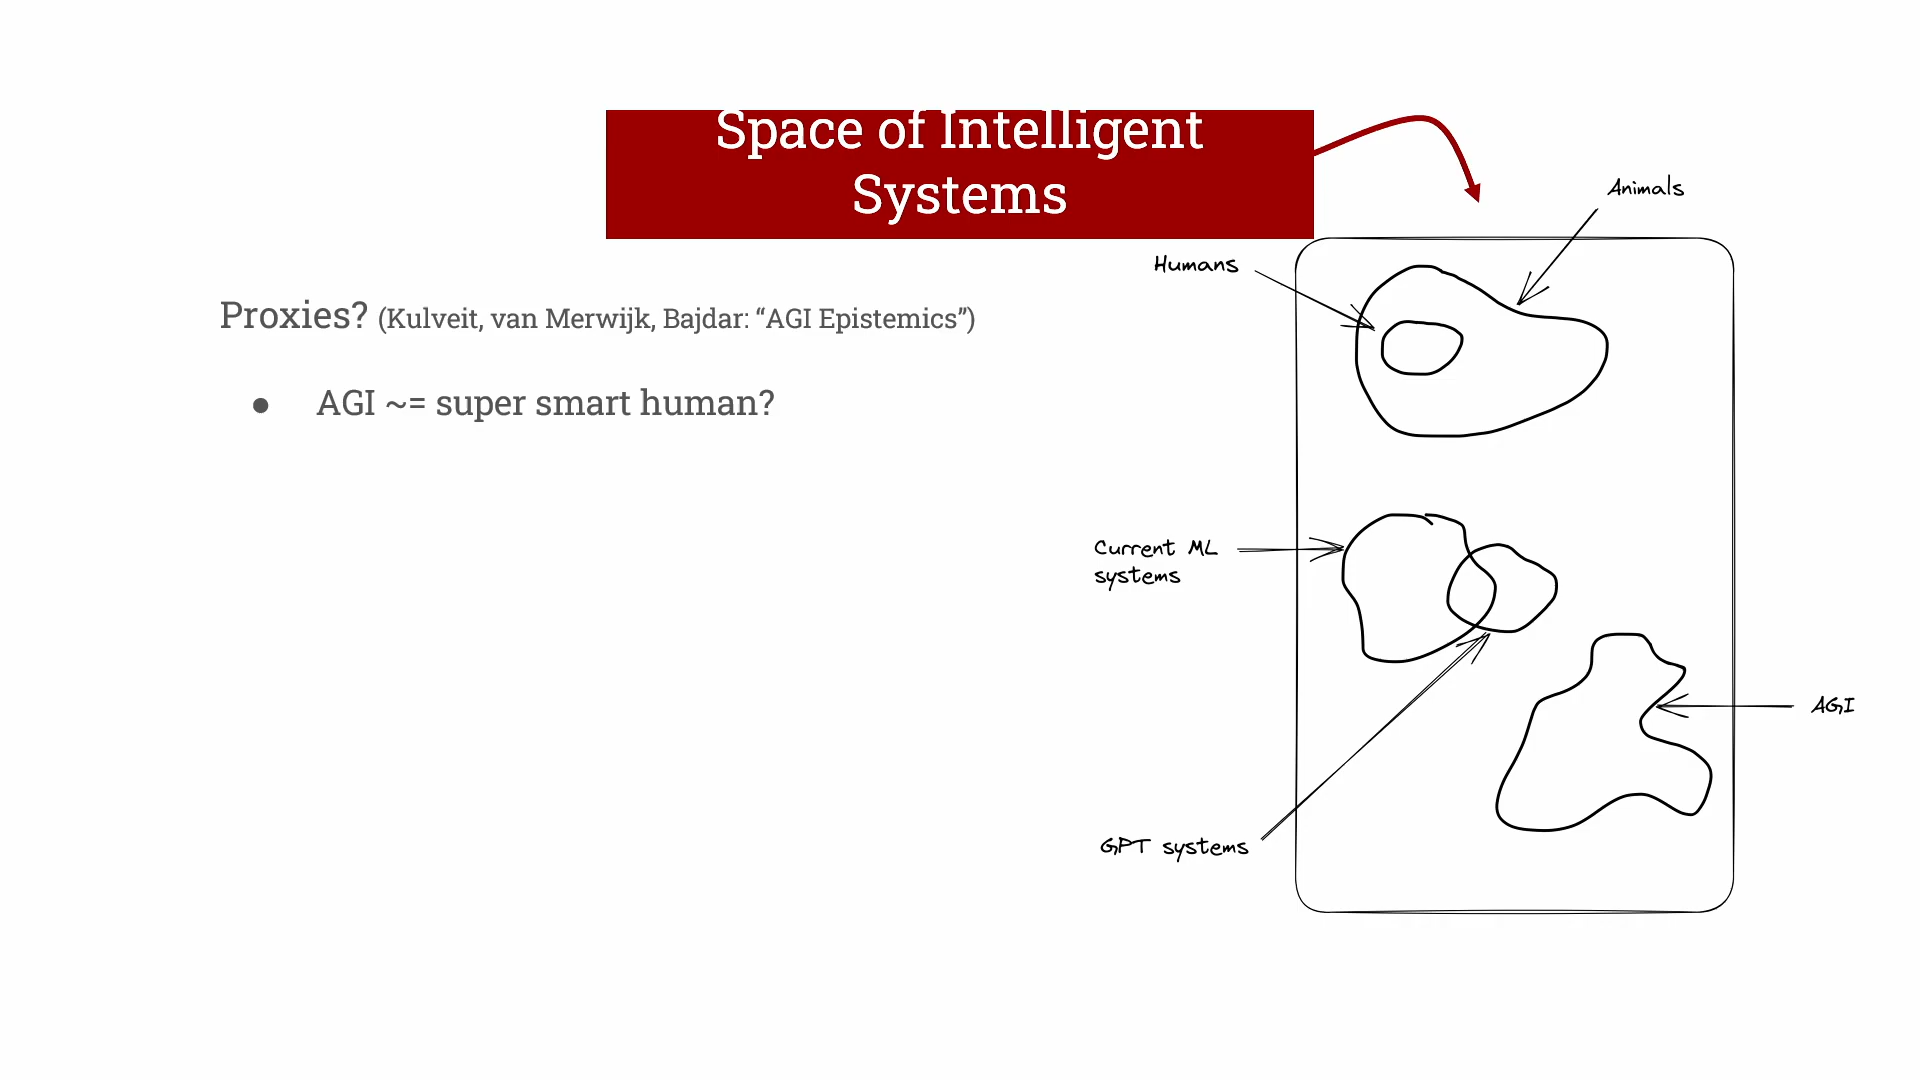 Space of Intelligent
Systems
Proxies? (Kulveit, van Merwijk, Bajdar: “AGI Epistemics”)
● AGI ~= super smart human?
Animals
Humans
Current ML
systems
AGI
GPT systems